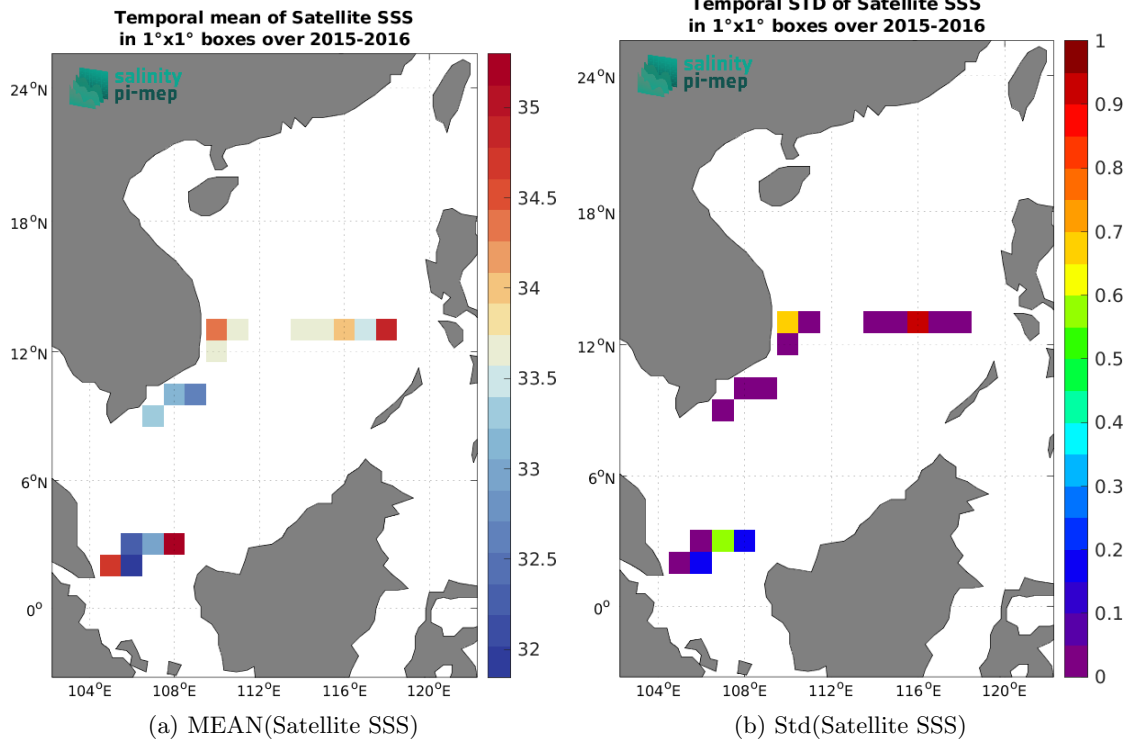 Temporal mean of Satellite SSS
in 1°x1° boxes over 2015-2016
salinity
pi-mep
24°N
18°N
12°N
6°N
0°
104°E 108°E 112°E 116°E 120°E
35
34.5
34
33.5
33
32.5
32
(a) MEAN(Satellite SSS)
Temporal STD of Satellite SSS
in 1°x1° boxes over 2015-2016
salinity
pi-mep
24°N
18°N
12°N
6°N
0°
104°E 108°E 112°E 116°E 120°E
1
0.9
0.8
0.7
0.6
0.5
0.4
0.3
0.2
0.1
0
(b) Std(Satellite SSS)